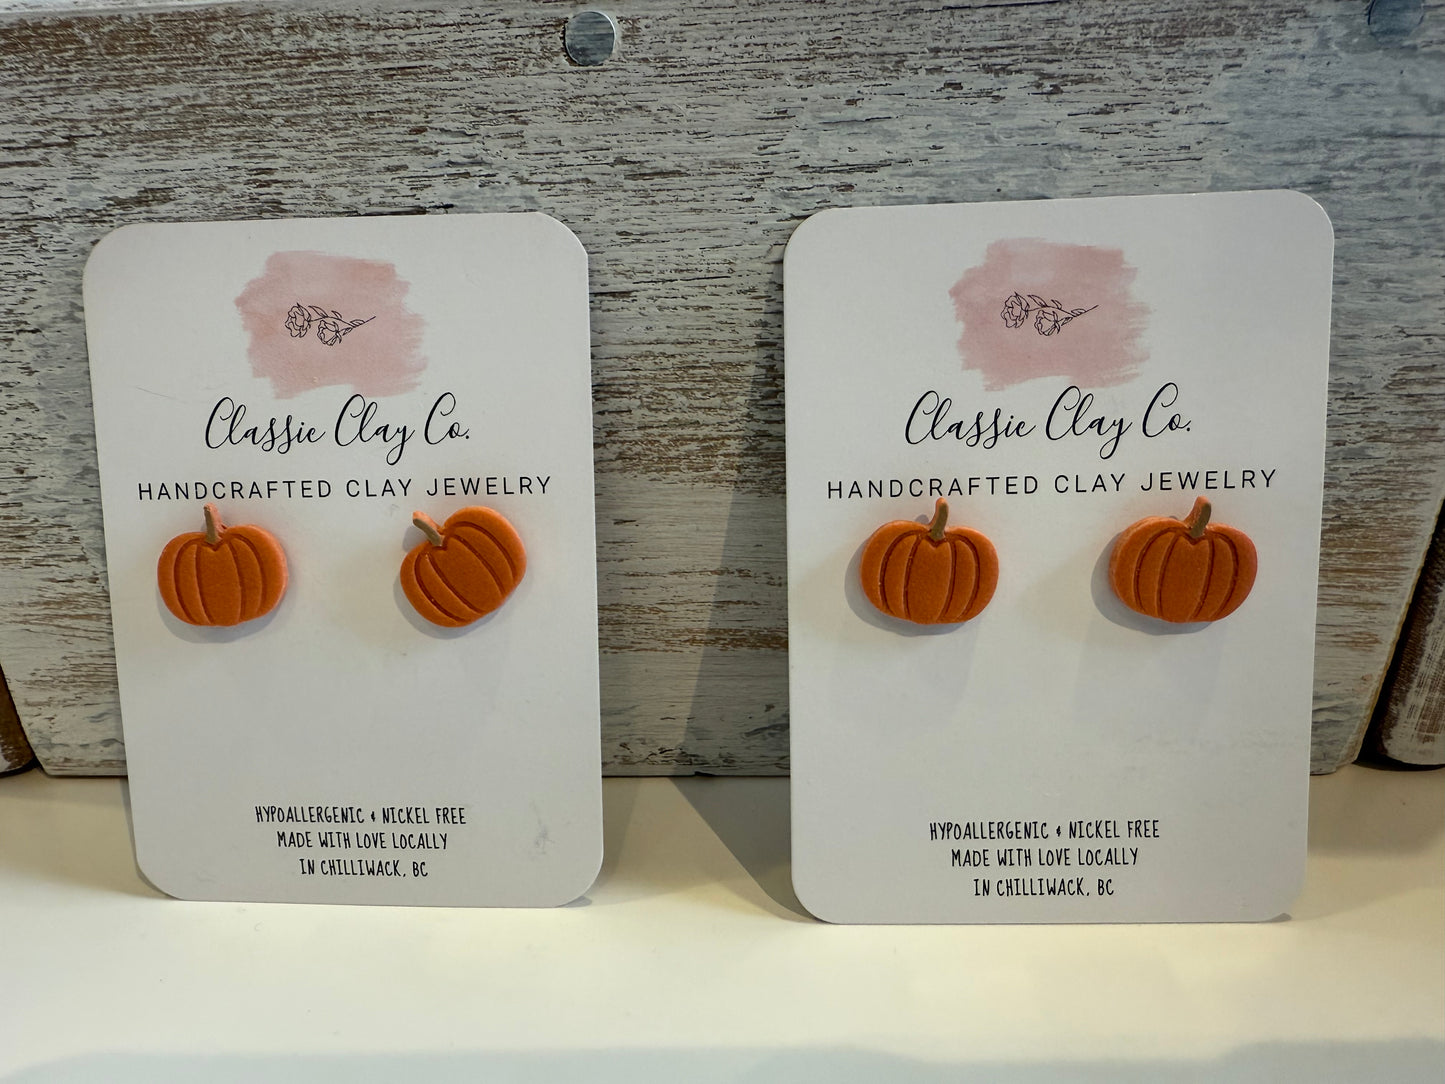 Classic Clay Co.
HANDCRAFTED CLAY JEWELRY
HYPOALLERGENIC & NICKEL FREE
MADE WITH LOVE LOCALLY
IN CHILLIWACK, BC
Classic Clay Co.
HANDCRAFTED CLAY JEWELRY
HYPOALLERGENIC & NICKEL FREE
MADE WITH LOVE LOCALLY
IN CHILLIWACK, BC